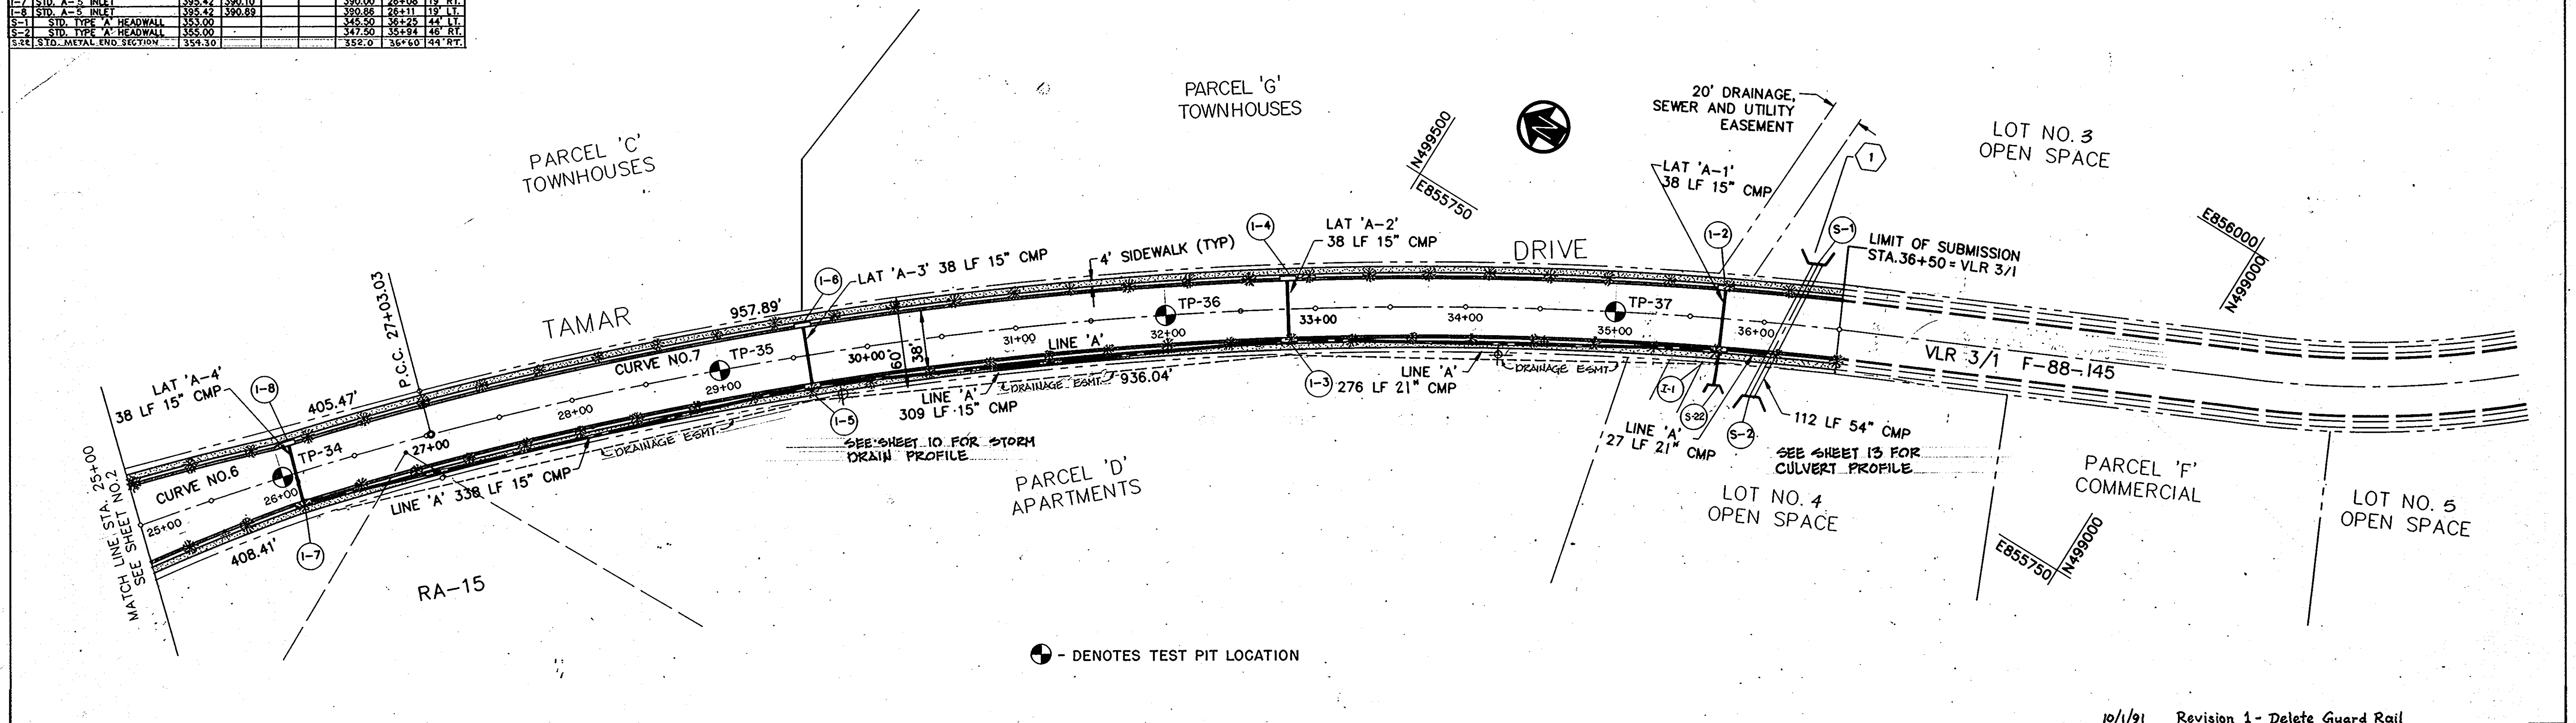 I-7 STD. A-5 INLET 395.42 390.10 390.00 26+08 19' RT.
I-8 STD. A-5 INLET 395.42 390.89 390.86 26+11 19' LT.
S-1 STD. TYPE 'A' HEADWALL 353.00 345.50 36+25 44' LT.
S-2 STD. TYPE 'A' HEADWALL 355.00 347.50 35+94 46' RT.
S-22 STD. METAL END SECTION 354.30 352.0 36+60 44' RT.
PARCEL 'C'
TOWNHOUSES
PARCEL 'G'
TOWNHOUSES
N499500
E855750
20' DRAINAGE,
SEWER AND UTILITY
EASEMENT
LAT 'A-1'
38 LF 15" CMP
1
LOT NO. 3
OPEN SPACE
E856000
N499000
S-1
LIMIT OF SUBMISSION
STA.36+50 = VLR 3/1
I-2
I-4
LAT 'A-2'
38 LF 15" CMP
4' SIDEWALK (TYP)
DRIVE
I-6
LAT 'A-3' 38 LF 15" CMP
957.89'
TAMAR
P.C.C. 27+03.03
405.47'
I-8
LAT 'A-4'
38 LF 15" CMP
MATCH LINE STA. 25+00
SEE SHEET NO.2
CURVE NO.6
25+00
26+00
TP-34
27+00
28+00
CURVE NO.7
29+00
TP-35
30+00
60'
38'
31+00
LINE 'A'
32+00
TP-36
33+00
34+00
35+00
TP-37
36+00
VLR 3/1 F-88-145
408.41'
I-7
LINE 'A' 338 LF 15" CMP
DRAINAGE ESMT.
I-5
SEE SHEET 10 FOR STORM
DRAIN PROFILE
LINE 'A'
309 LF 15" CMP
DRAINAGE ESMT.
936.04'
I-3
276 LF 21" CMP
LINE 'A'
DRAINAGE ESMT
I-1
S-22
LINE 'A'
27 LF 21" CMP
S-2
112 LF 54" CMP
SEE SHEET 13 FOR
CULVERT PROFILE
RA-15
PARCEL 'D'
APARTMENTS
LOT NO. 4
OPEN SPACE
PARCEL 'F'
COMMERCIAL
E855750
N499000
LOT NO. 5
OPEN SPACE
- DENOTES TEST PIT LOCATION
10/1/91 Revision 1 - Delete Guard Rail